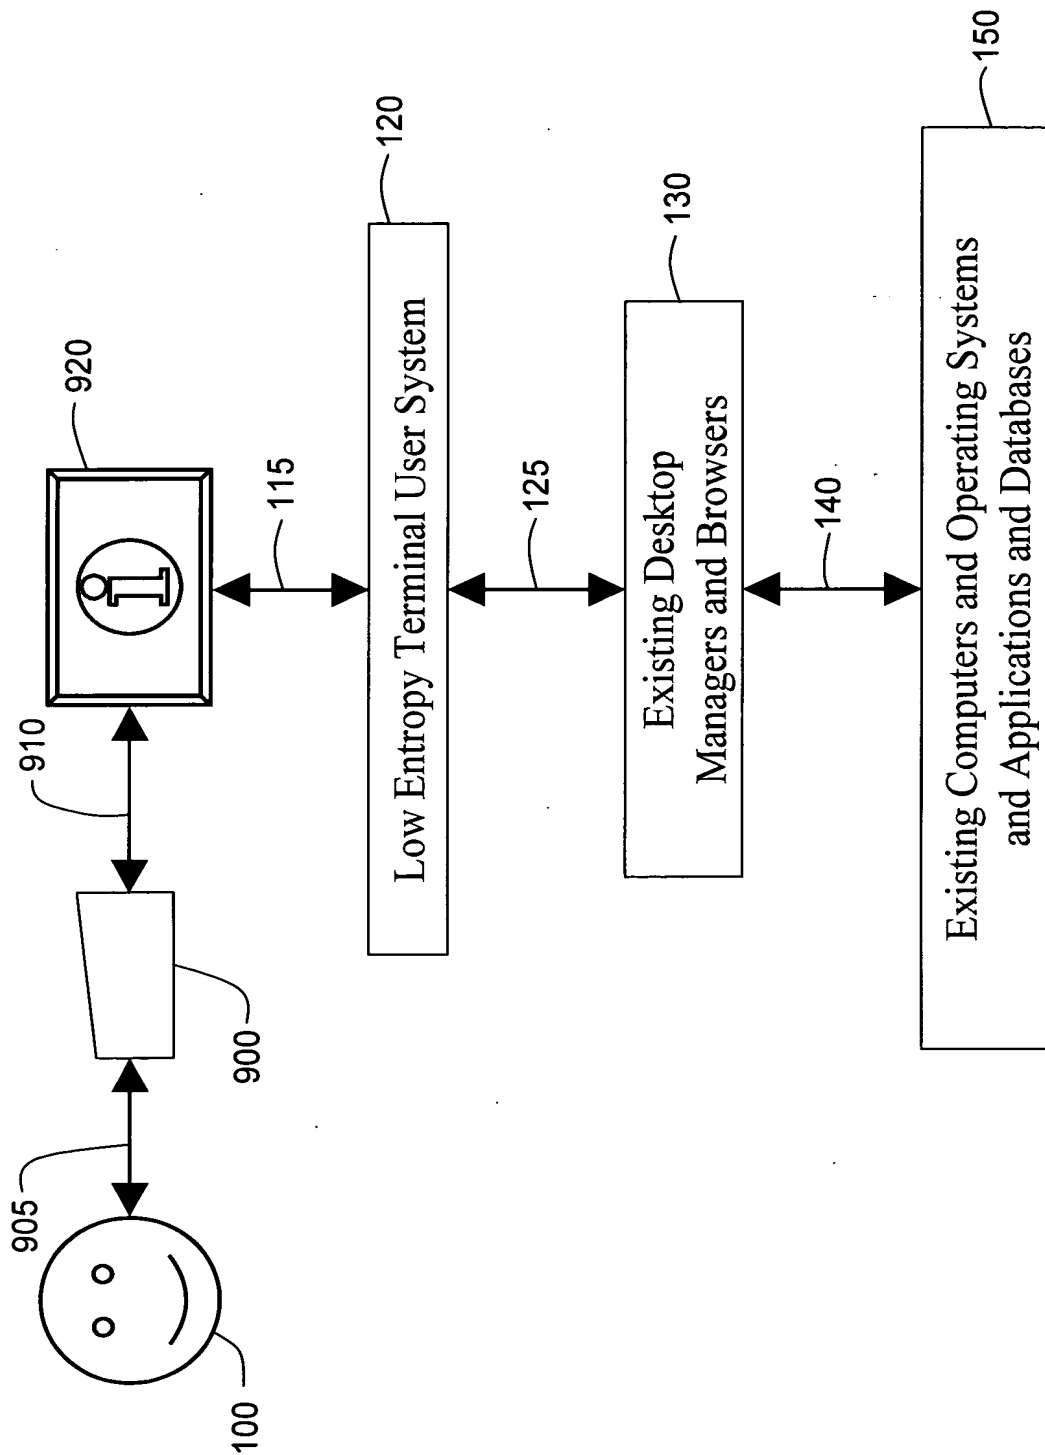 905
910
920
100
900
115
Low Entropy Terminal User System
120
125
Existing Desktop
Managers and Browsers
130
140
Existing Computers and Operating Systems
and Applications and Databases
150
i